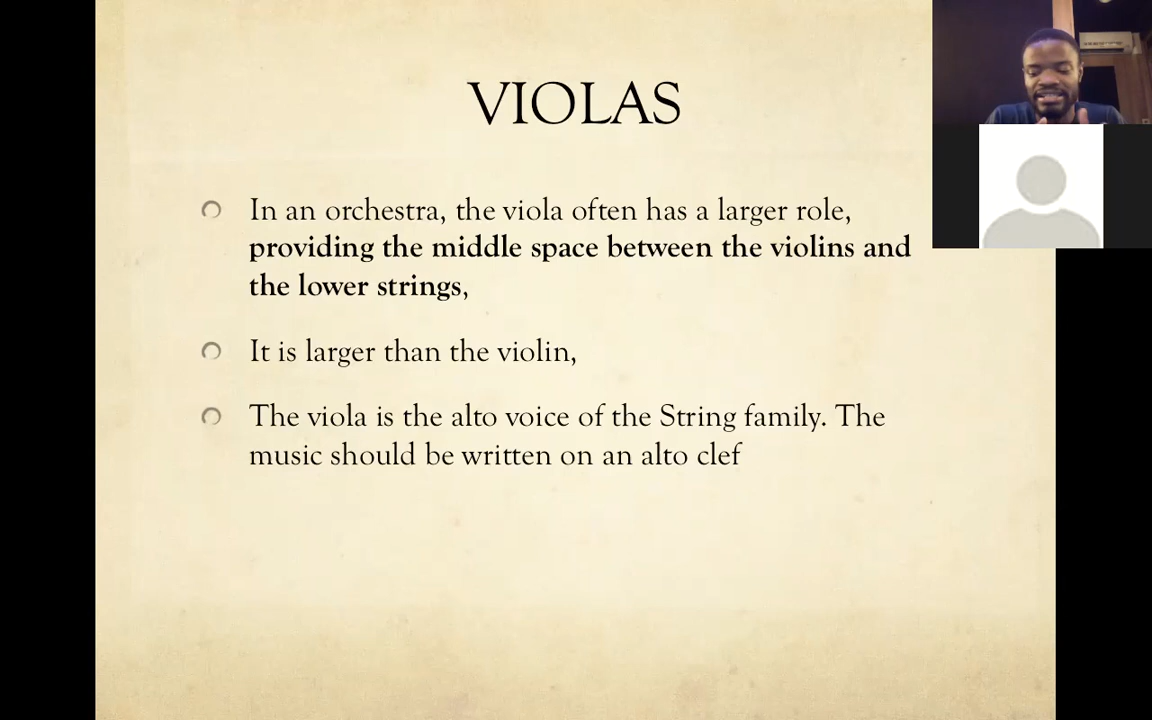 VIOLAS
In an orchestra, the viola often has a larger role,
providing the middle space between the violins and
the lower strings,
It is larger than the violin,
The viola is the alto voice of the String family. The
music should be written on an alto clef